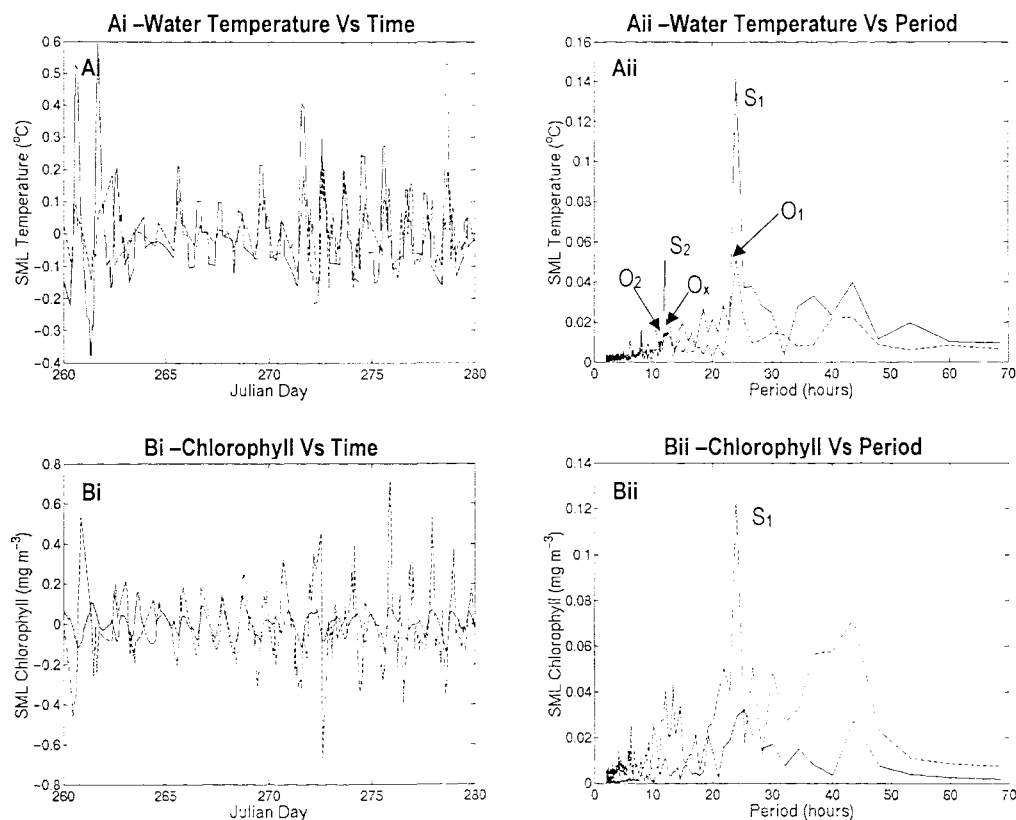 Ai –Water Temperature Vs Time
Aii –Water Temperature Vs Period
0.6
0.5
0.4
0.3
0.2
0.1
0
−0.1
−0.2
−0.3
−0.4
SML Temperature (°C)
Ai
260
265
270
275
280
Julian Day
0.16
0.14
0.12
0.10
0.08
0.06
0.04
0.02
0
SML Temperature (°C)
Aii
S1
O1
S2
O2
Ox
0
10
20
30
40
50
60
70
Period (hours)
Bi –Chlorophyll Vs Time
Bii –Chlorophyll Vs Period
0.8
0.6
0.4
0.2
0
−0.2
−0.4
−0.6
−0.8
SML Chlorophyll (mg m−3)
Bi
260
265
270
275
280
Julian Day
0.14
0.12
0.10
0.08
0.06
0.04
0.02
0
SML Chlorophyll (mg m−3)
Bii
S1
0
10
20
30
40
50
60
70
Period (hours)